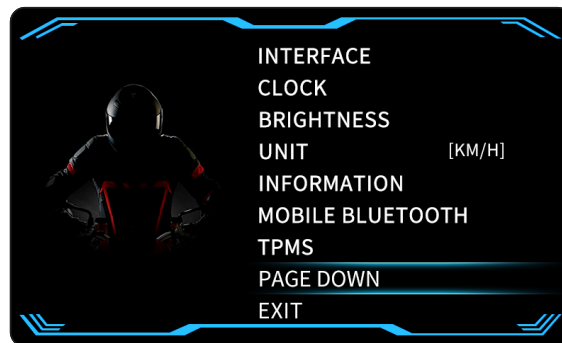 INTERFACE
CLOCK
BRIGHTNESS
UNIT [KM/H]
INFORMATION
MOBILE BLUETOOTH
TPMS
PAGE DOWN
EXIT